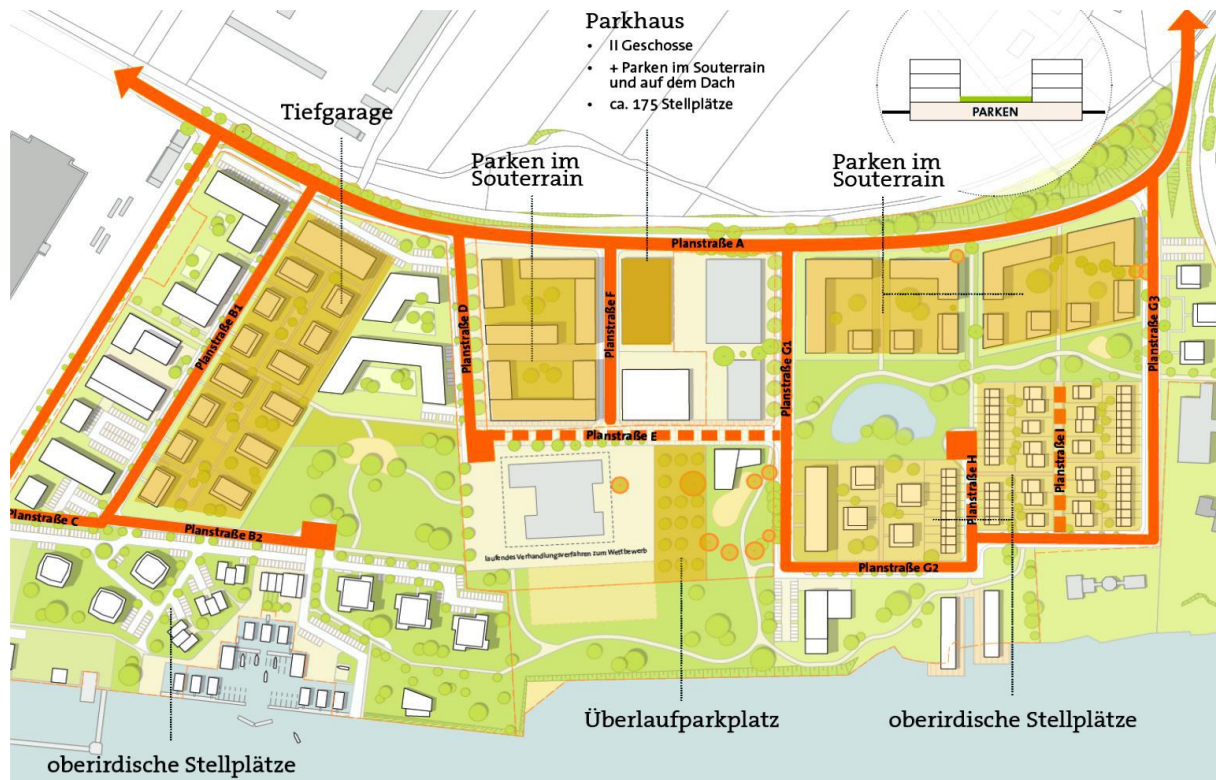 Parkhaus
• II Geschosse
• + Parken im Souterrain
und auf dem Dach
• ca. 175 Stellplätze
PARKEN
Tiefgarage
Parken im
Souterrain
Parken im
Souterrain
Planstraße A
Planstraße B1
Planstraße D
Planstraße F
Planstraße G1
Planstraße G3
Planstraße E
Planstraße H
Planstraße I
Planstraße C
Planstraße B2
laufendes Verhandlungsverfahren zum Wettbewerb
Planstraße G2
Überlaufparkplatz
oberirdische Stellplätze
oberirdische Stellplätze